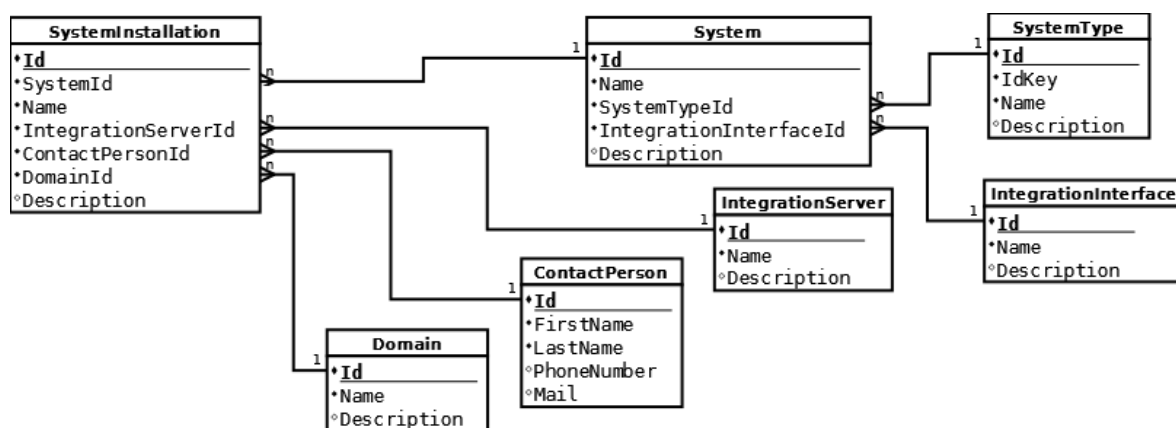 SystemInstallation
Id
SystemId
Name
IntegrationServerId
ContactPersonId
DomainId
Description
n
n
n
n
System
1
Id
Name
SystemTypeId
IntegrationInterfaceId
Description
n
n
SystemType
1
Id
IdKey
Name
Description
IntegrationServer
1
Id
Name
Description
IntegrationInterface
1
Id
Name
Description
ContactPerson
1
Id
FirstName
LastName
PhoneNumber
Mail
Domain
1
Id
Name
Description